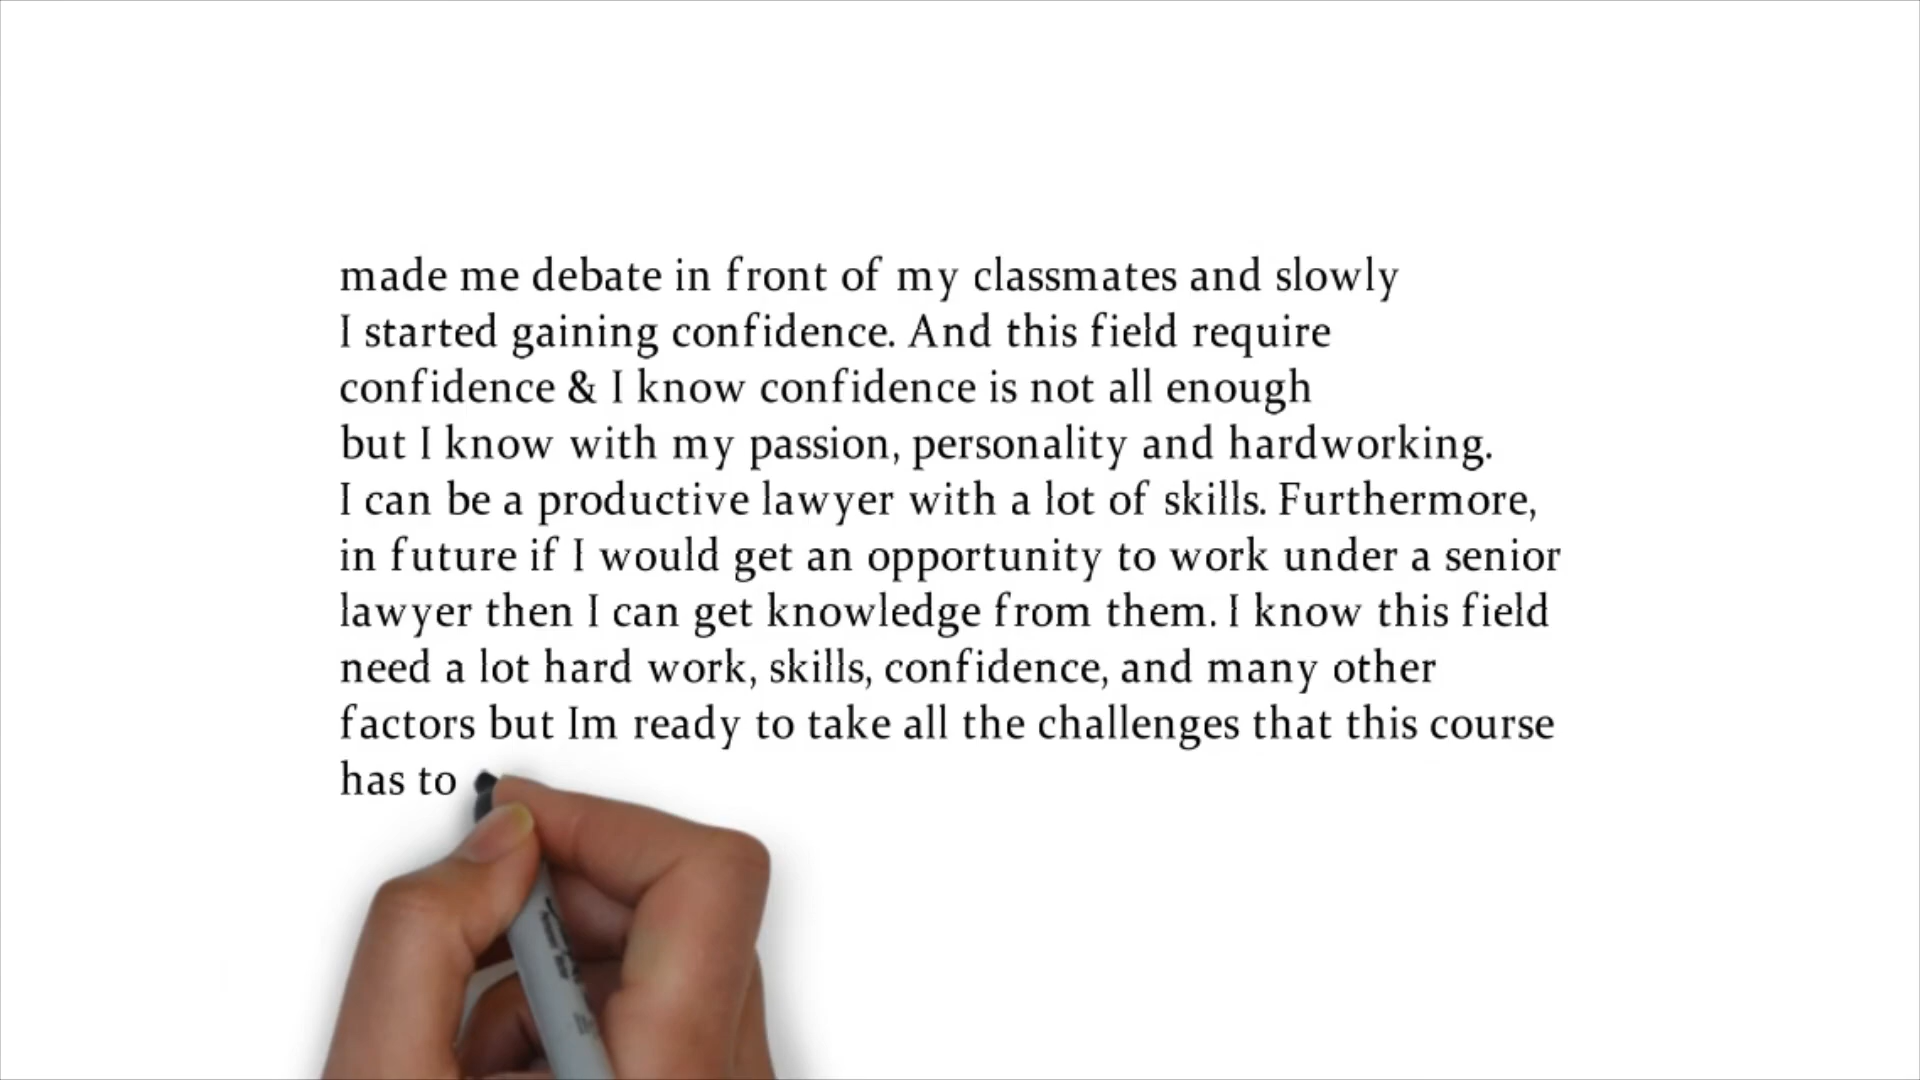 made me debate in front of my classmates and slowly
I started gaining confidence. And this field require
confidence & I know confidence is not all enough
but I know with my passion, personality and hardworking.
I can be a productive lawyer with a lot of skills. Furthermore,
in future if I would get an opportunity to work under a senior
lawyer then I can get knowledge from them. I know this field
need a lot hard work, skills, confidence, and many other
factors but Im ready to take all the challenges that this course
has to